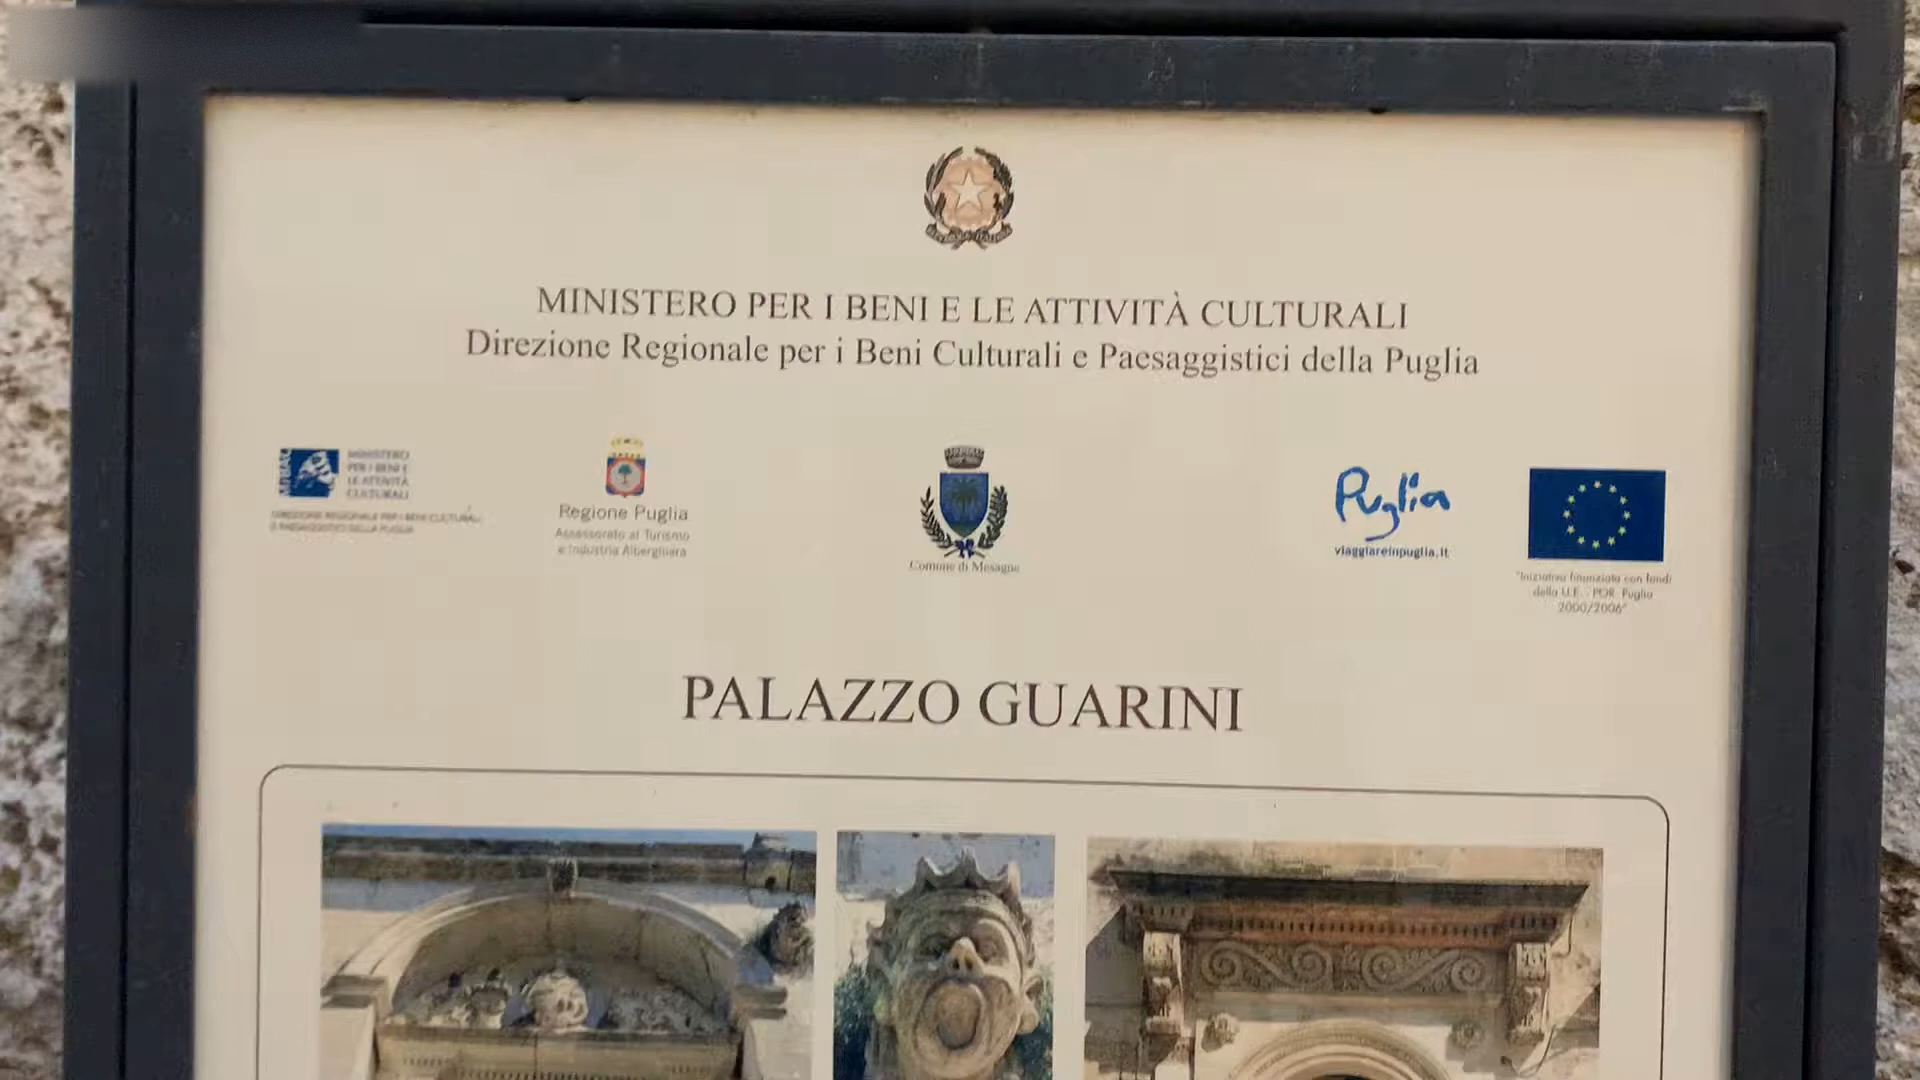 MINISTERO PER I BENI E LE ATTIVITÀ CULTURALI
Direzione Regionale per i Beni Culturali e Paesaggistici della Puglia
MINISTERO
PER I BENI E
LE ATTIVITÀ
CULTURALI
DIREZIONE REGIONALE PER I BENI CULTURALI
E PAESAGGISTICI DELLA PUGLIA
Regione Puglia
Assessorato al Turismo
e Industria Alberghiera
Comune di Mesagne
Puglia
viaggiareinpuglia.it
"Iniziativa finanziata con fondi
della U.E. - POR Puglia
2000/2006"
PALAZZO GUARINI